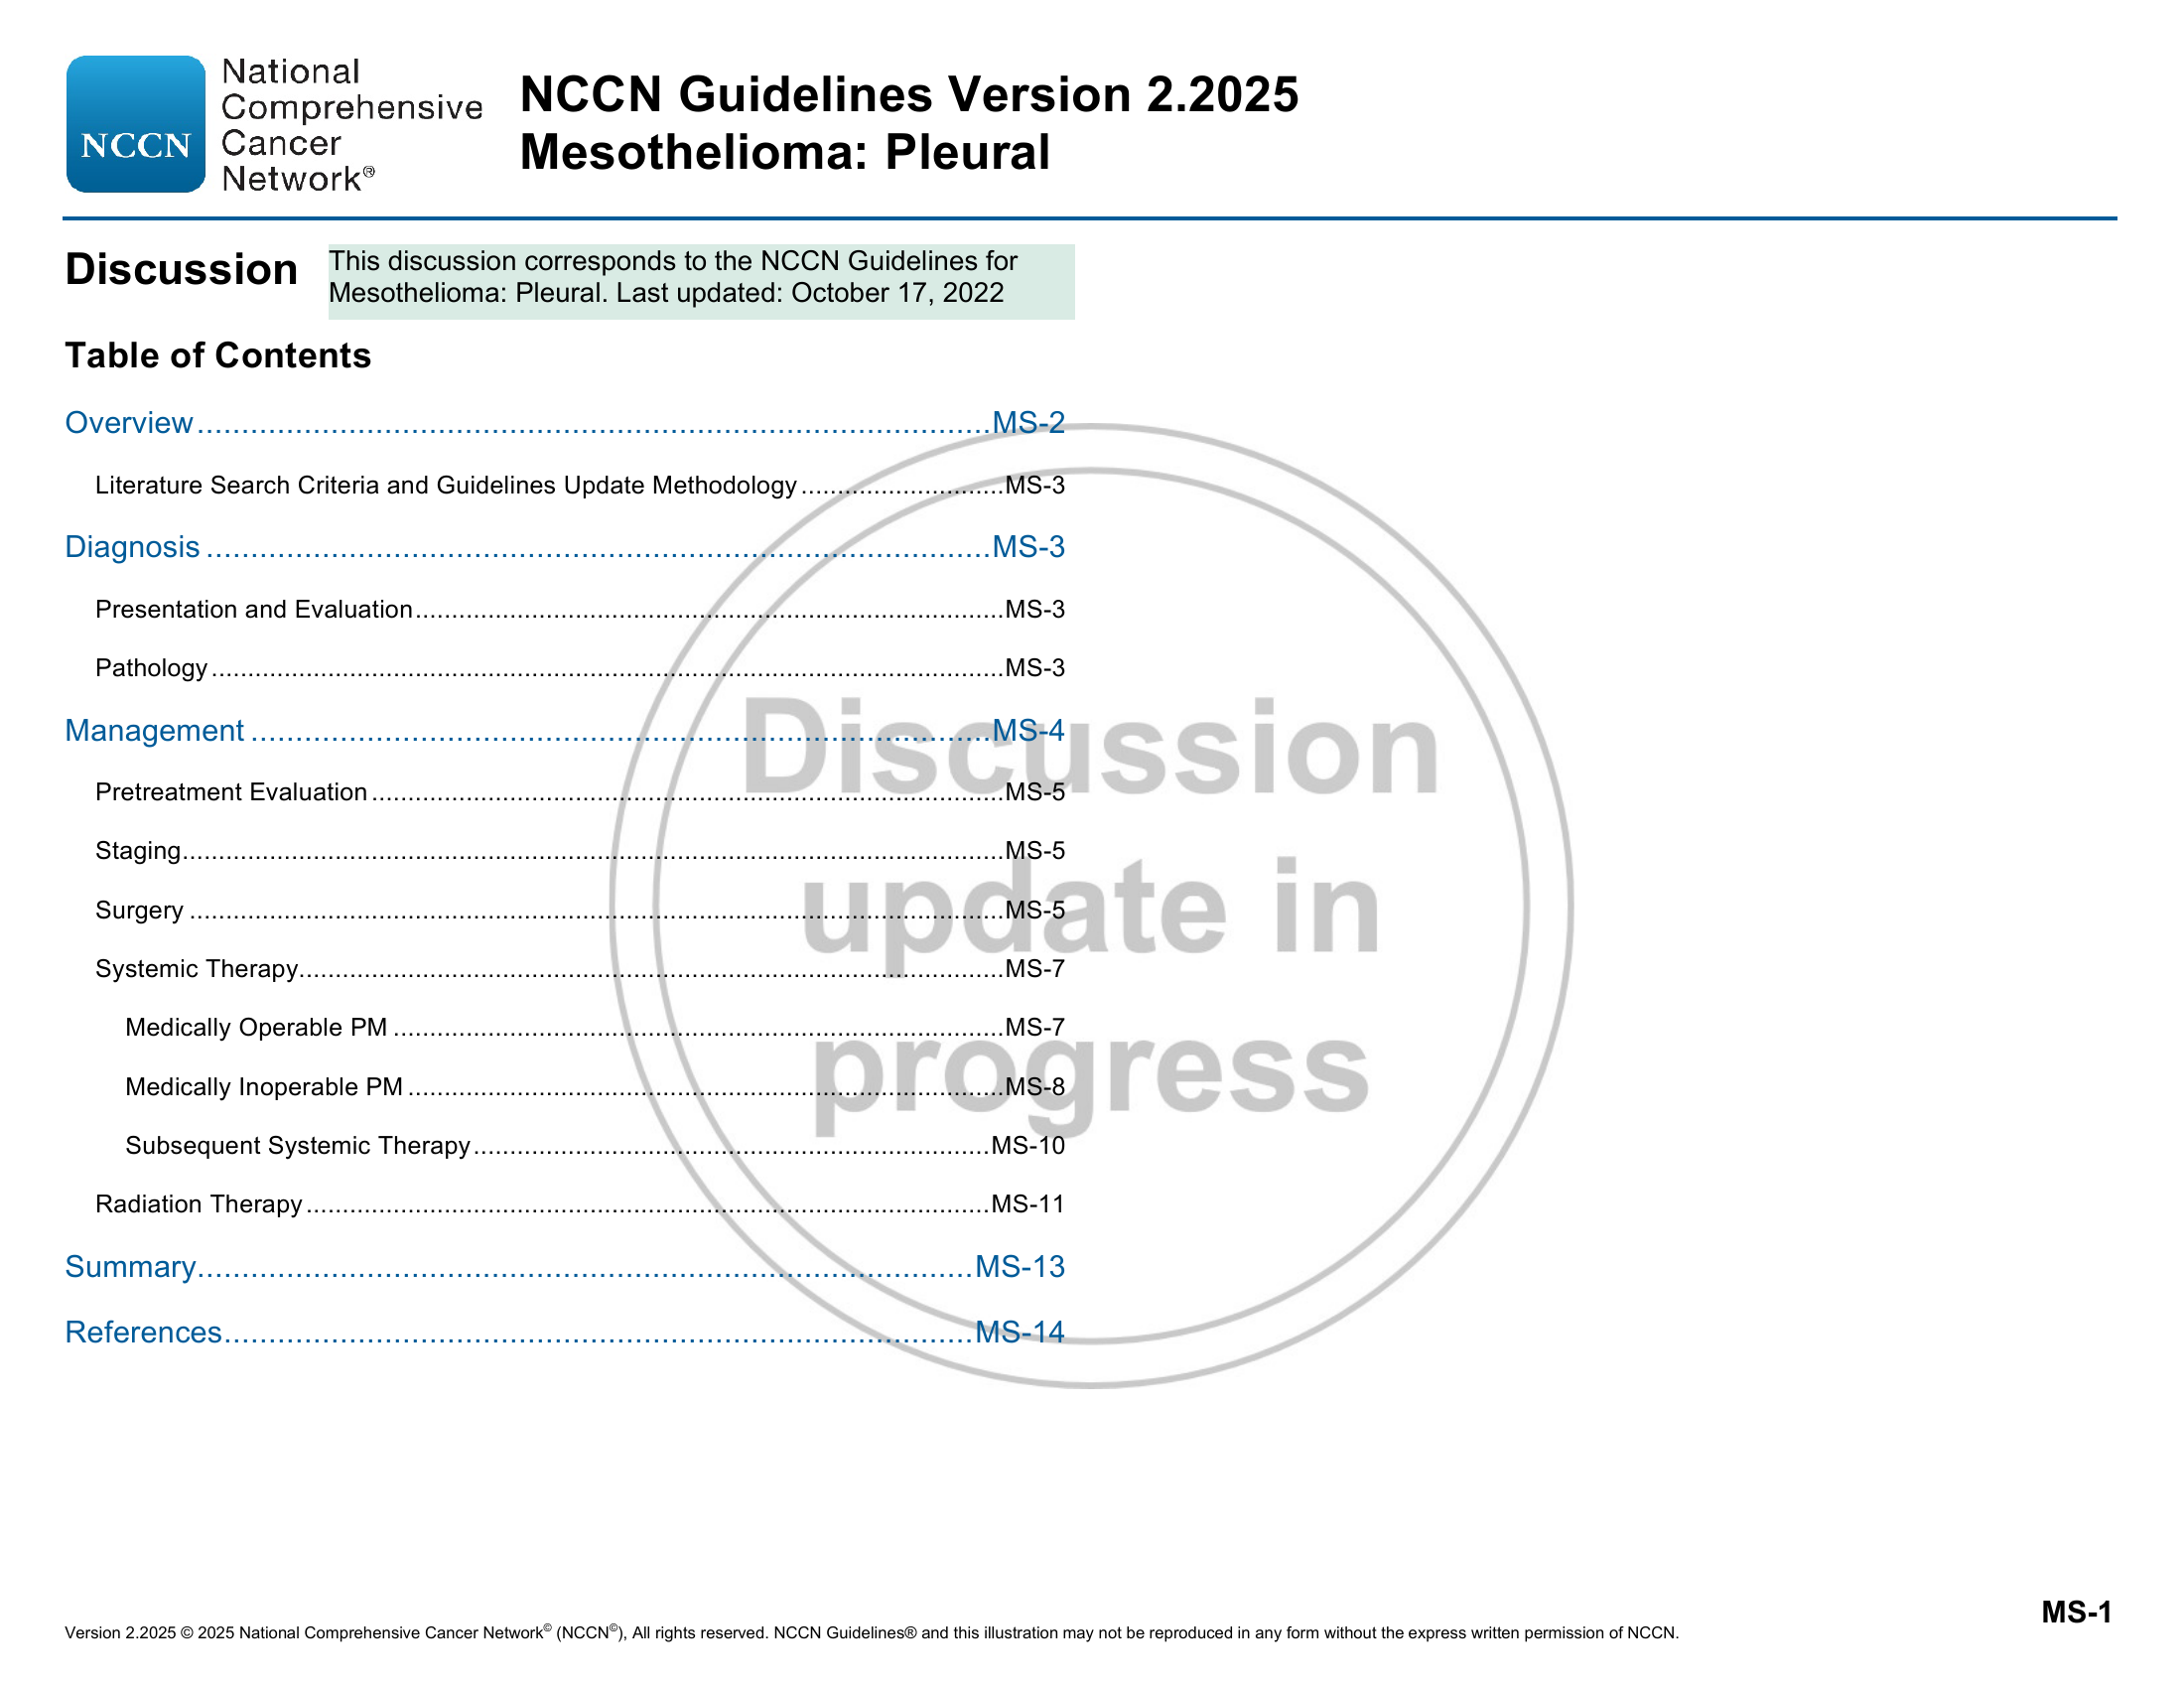 NCCN
National
Comprehensive
Cancer
Network®
NCCN Guidelines Version 2.2025
Mesothelioma: Pleural
Discussion
This discussion corresponds to the NCCN Guidelines for
Mesothelioma: Pleural. Last updated: October 17, 2022
Table of Contents
Overview.......................................................................................MS-2
Literature Search Criteria and Guidelines Update Methodology............................MS-3
Diagnosis......................................................................................MS-3
Presentation and Evaluation.................................................................................MS-3
Pathology.............................................................................................................MS-3
Management.................................................................................MS-4
Pretreatment Evaluation.......................................................................................MS-5
Staging.................................................................................................................MS-5
Surgery................................................................................................................MS-5
Systemic Therapy.................................................................................................MS-7
Medically Operable PM....................................................................................MS-7
Medically Inoperable PM..................................................................................MS-8
Subsequent Systemic Therapy.......................................................................MS-10
Radiation Therapy..............................................................................................MS-11
Summary.....................................................................................MS-13
References..................................................................................MS-14
Discussion
update in
progress
MS-1
Version 2.2025 © 2025 National Comprehensive Cancer Network© (NCCN©), All rights reserved. NCCN Guidelines® and this illustration may not be reproduced in any form without the express written permission of NCCN.